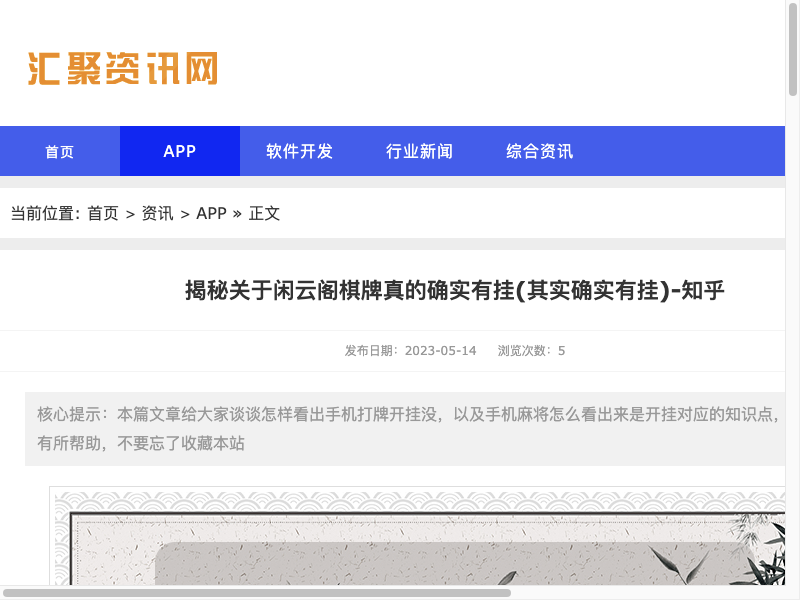 汇聚资讯网
首页 APP 软件开发 行业新闻 综合资讯
当前位置: 首页 > 资讯 > APP » 正文
揭秘关于闲云阁棋牌真的确实有挂(其实确实有挂)-知乎
发布日期：2023-05-14 浏览次数：5
核心提示：本篇文章给大家谈谈怎样看出手机打牌开挂没，以及手机麻将怎么看出来是开挂对应的知识点，
有所帮助，不要忘了收藏本站